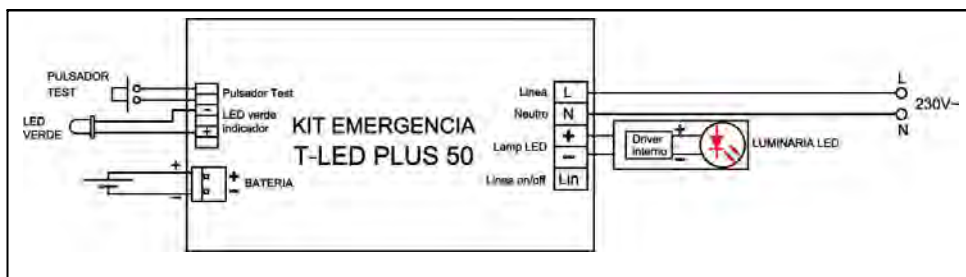 PULSADOR
TEST
Pulsador Test
-
LED verde
indicador
+
LED
VERDE
+
-
+
-
BATERIA
KIT EMERGENCIA
T-LED PLUS 50
Linea L
Neutro N
Lamp LED + -
Linea on/off Lin
Driver
interno
+
-
LUMINARIA LED
L
230V~
N